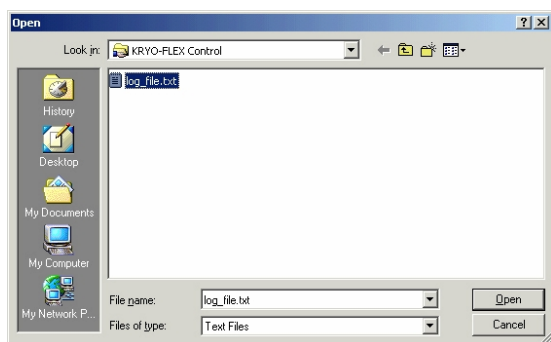 Open
Look in: KRYO-FLEX Control
log_file.txt
History
Desktop
My Documents
My Computer
My Network P...
File name: log_file.txt Open
Files of type: Text Files Cancel